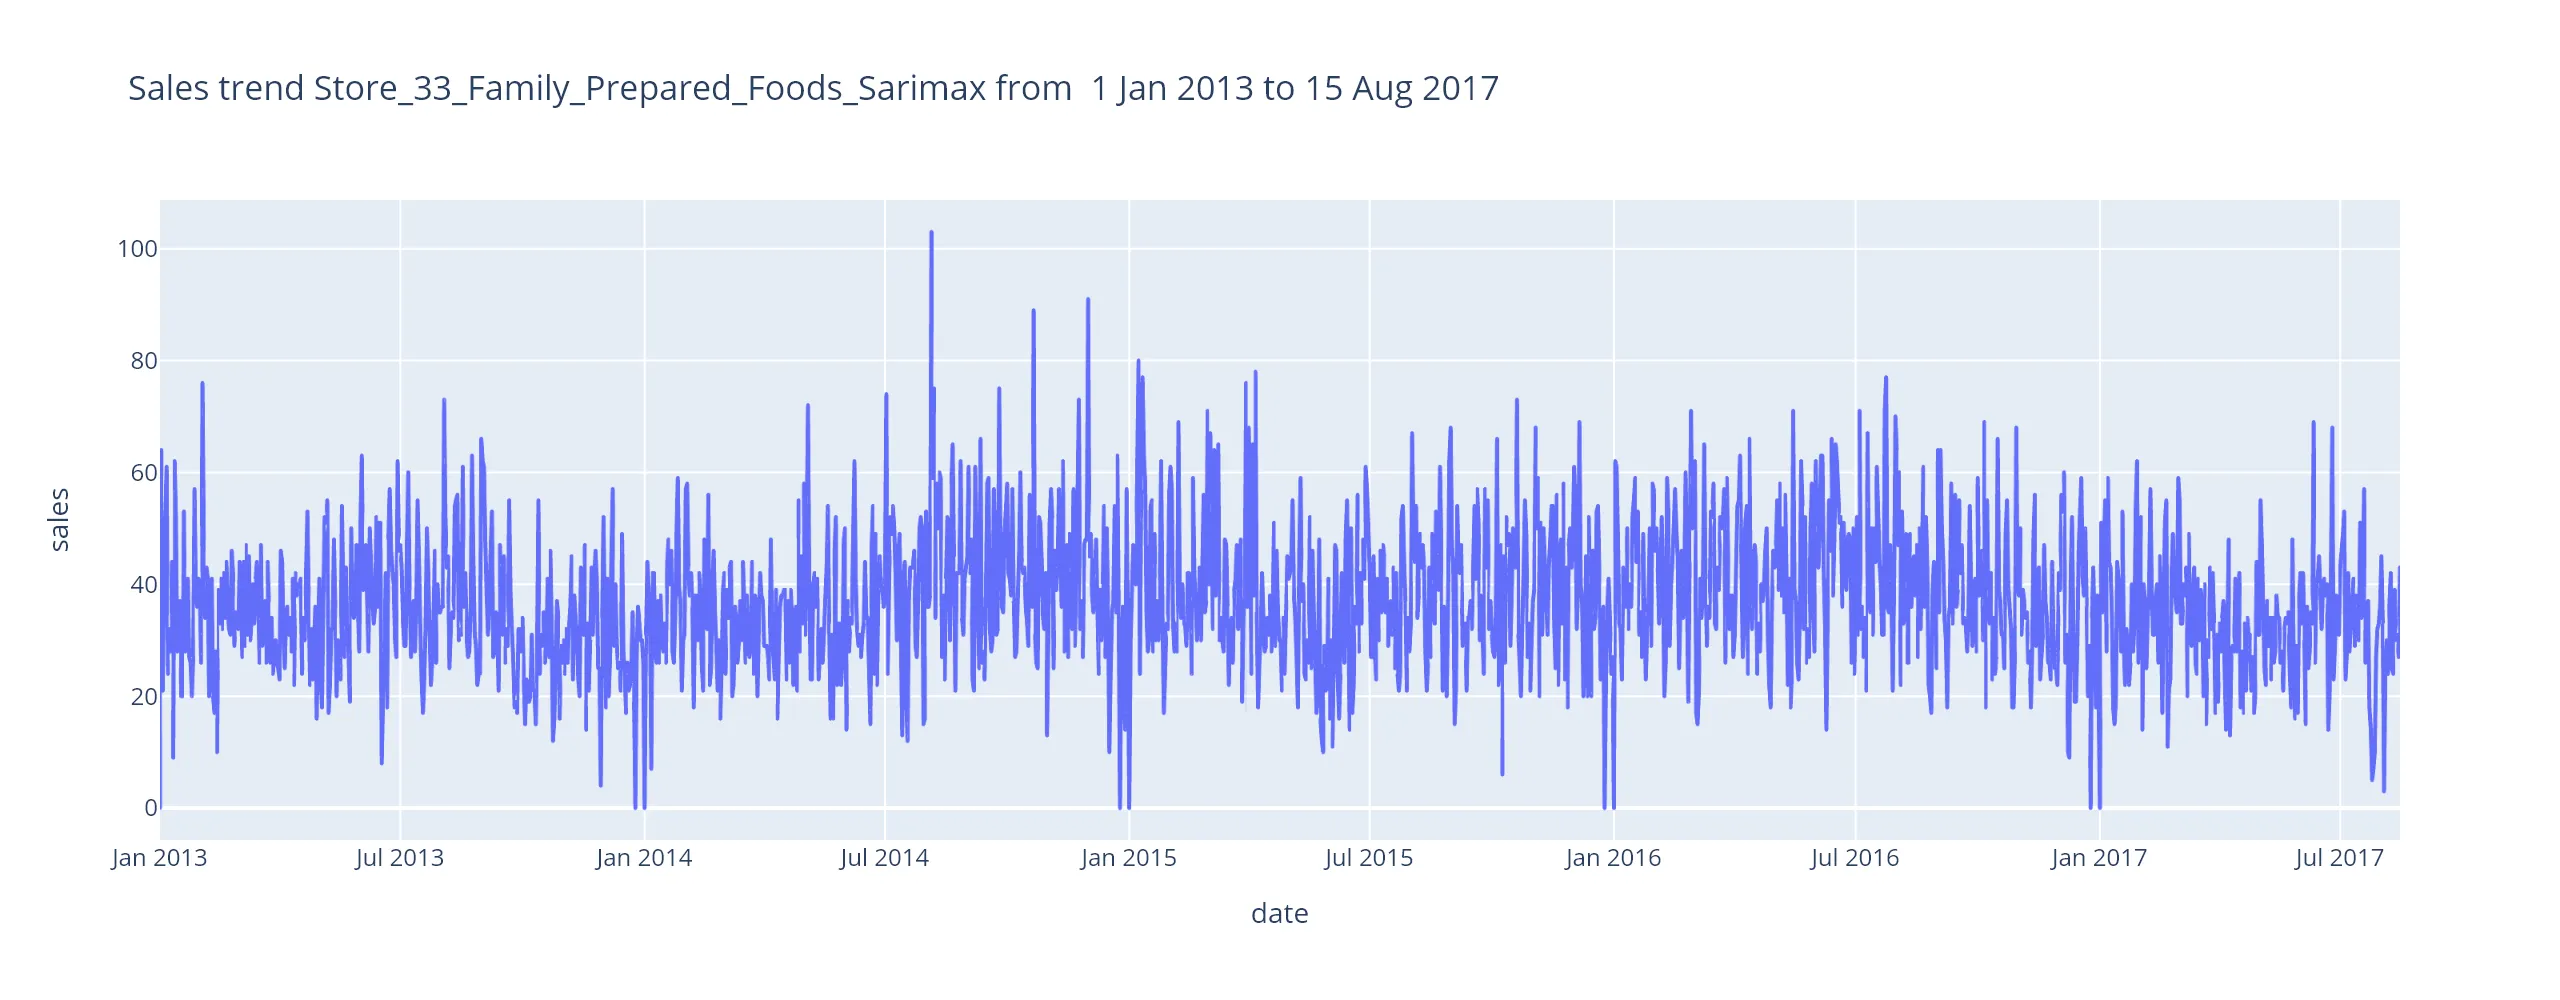 Sales trend Store_33_Family_Prepared_Foods_Sarimax from  1 Jan 2013 to 15 Aug 2017
100
80
60
40
20
0
sales
Jan 2013 Jul 2013 Jan 2014 Jul 2014 Jan 2015 Jul 2015 Jan 2016 Jul 2016 Jan 2017 Jul 2017
date